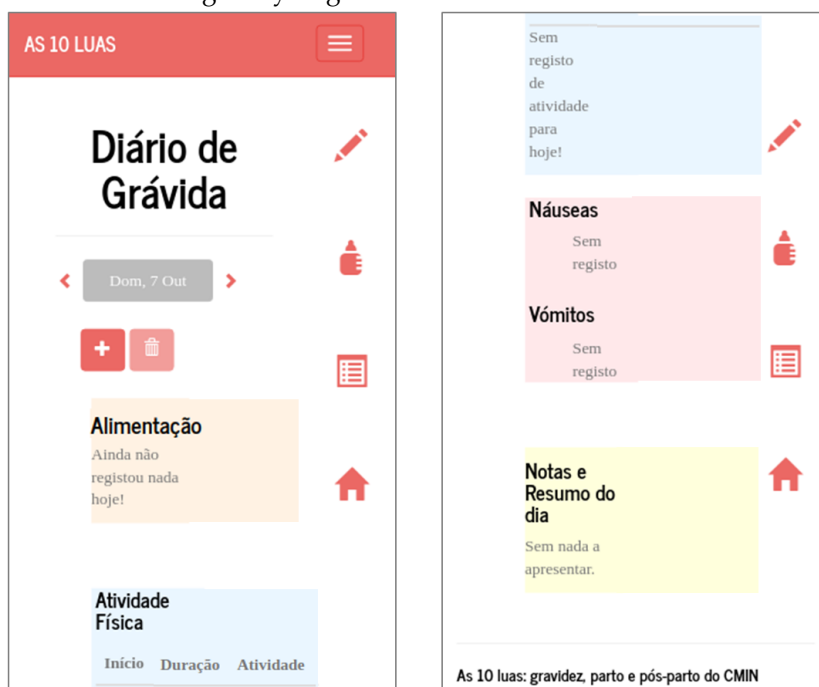 AS 10 LUAS
Diário de
Grávida
Dom, 7 Out
Alimentação
Ainda não
registou nada
hoje!
Atividade
Física
Início Duração Atividade
Sem
registo
de
atividade
para
hoje!
Náuseas
Sem
registo
Vómitos
Sem
registo
Notas e
Resumo do
dia
Sem nada a
apresentar.
As 10 luas: gravidez, parto e pós-parto do CMIN